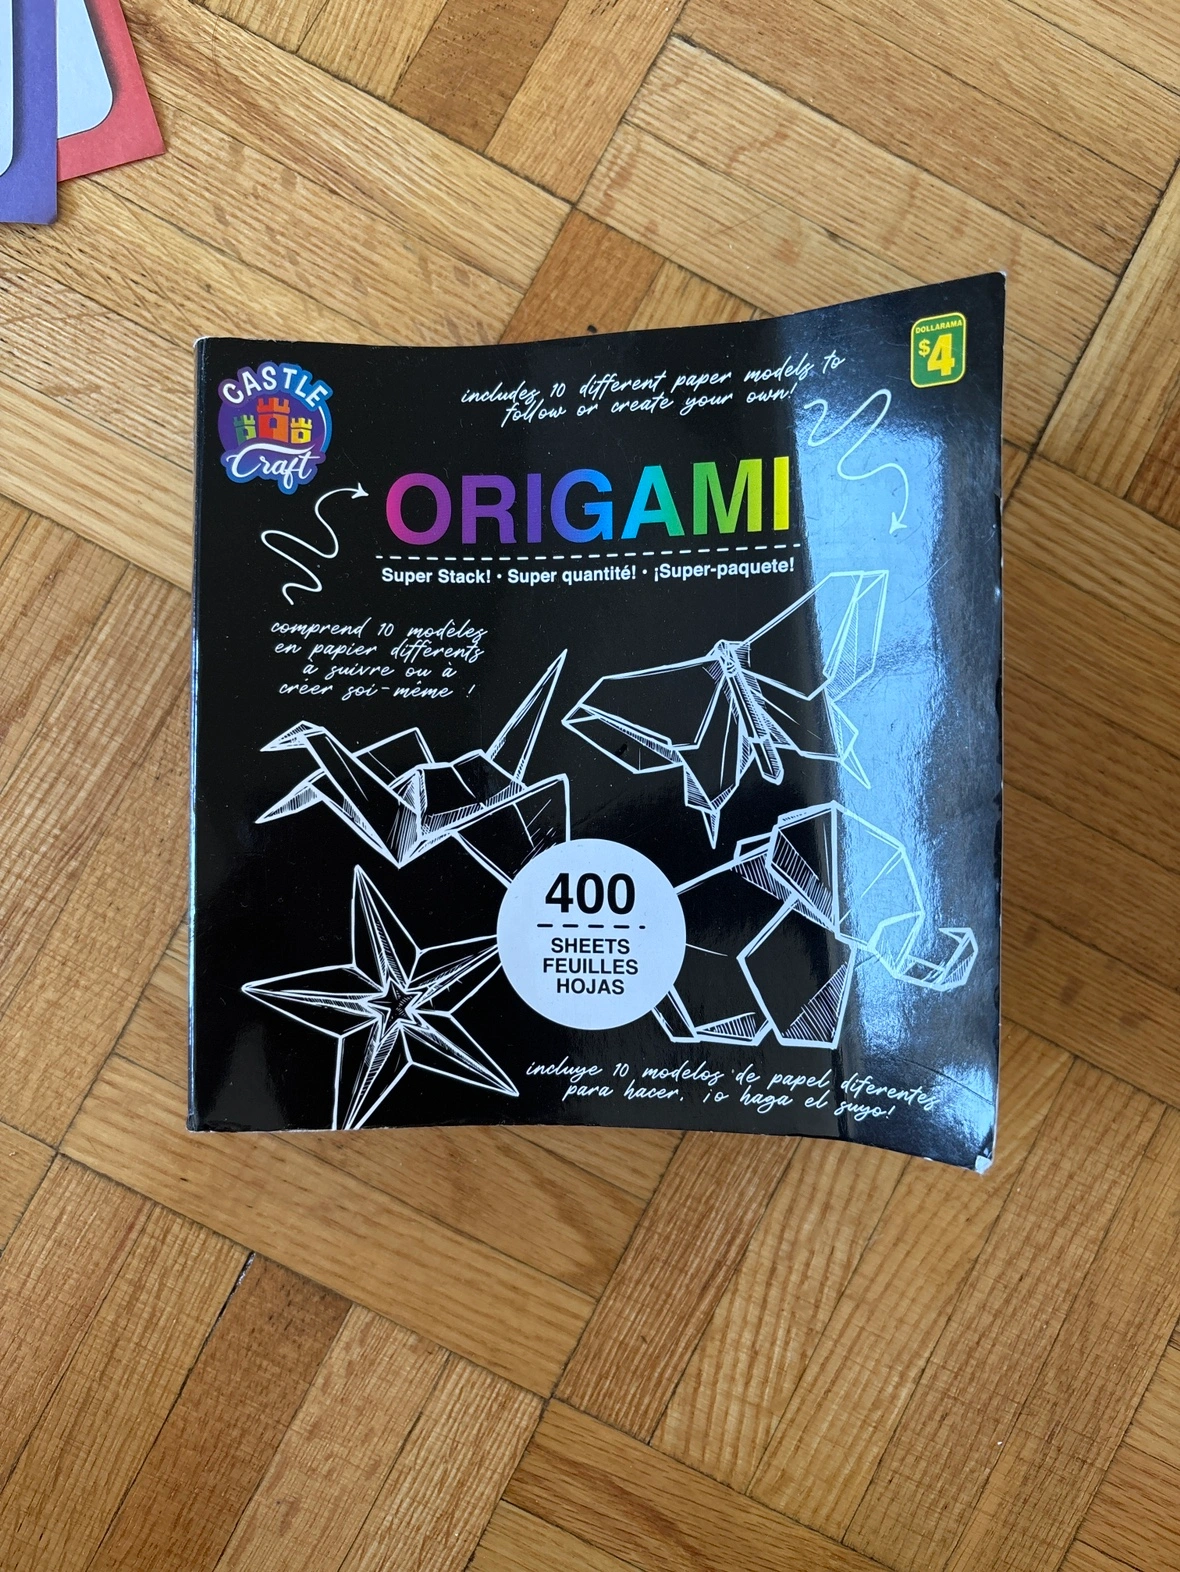 CASTLE
Craft
includes 10 different paper models to
follow or create your own!
DOLLARAMA
$4
ORIGAMI
Super Stack! • Super quantité! • ¡Super-paquete!
comprend 10 modèles
en papier différents
à suivre ou à
créer soi-même !
400
SHEETS
FEUILLES
HOJAS
incluye 10 modelos de papel diferentes
para hacer, ¡o haga el suyo!